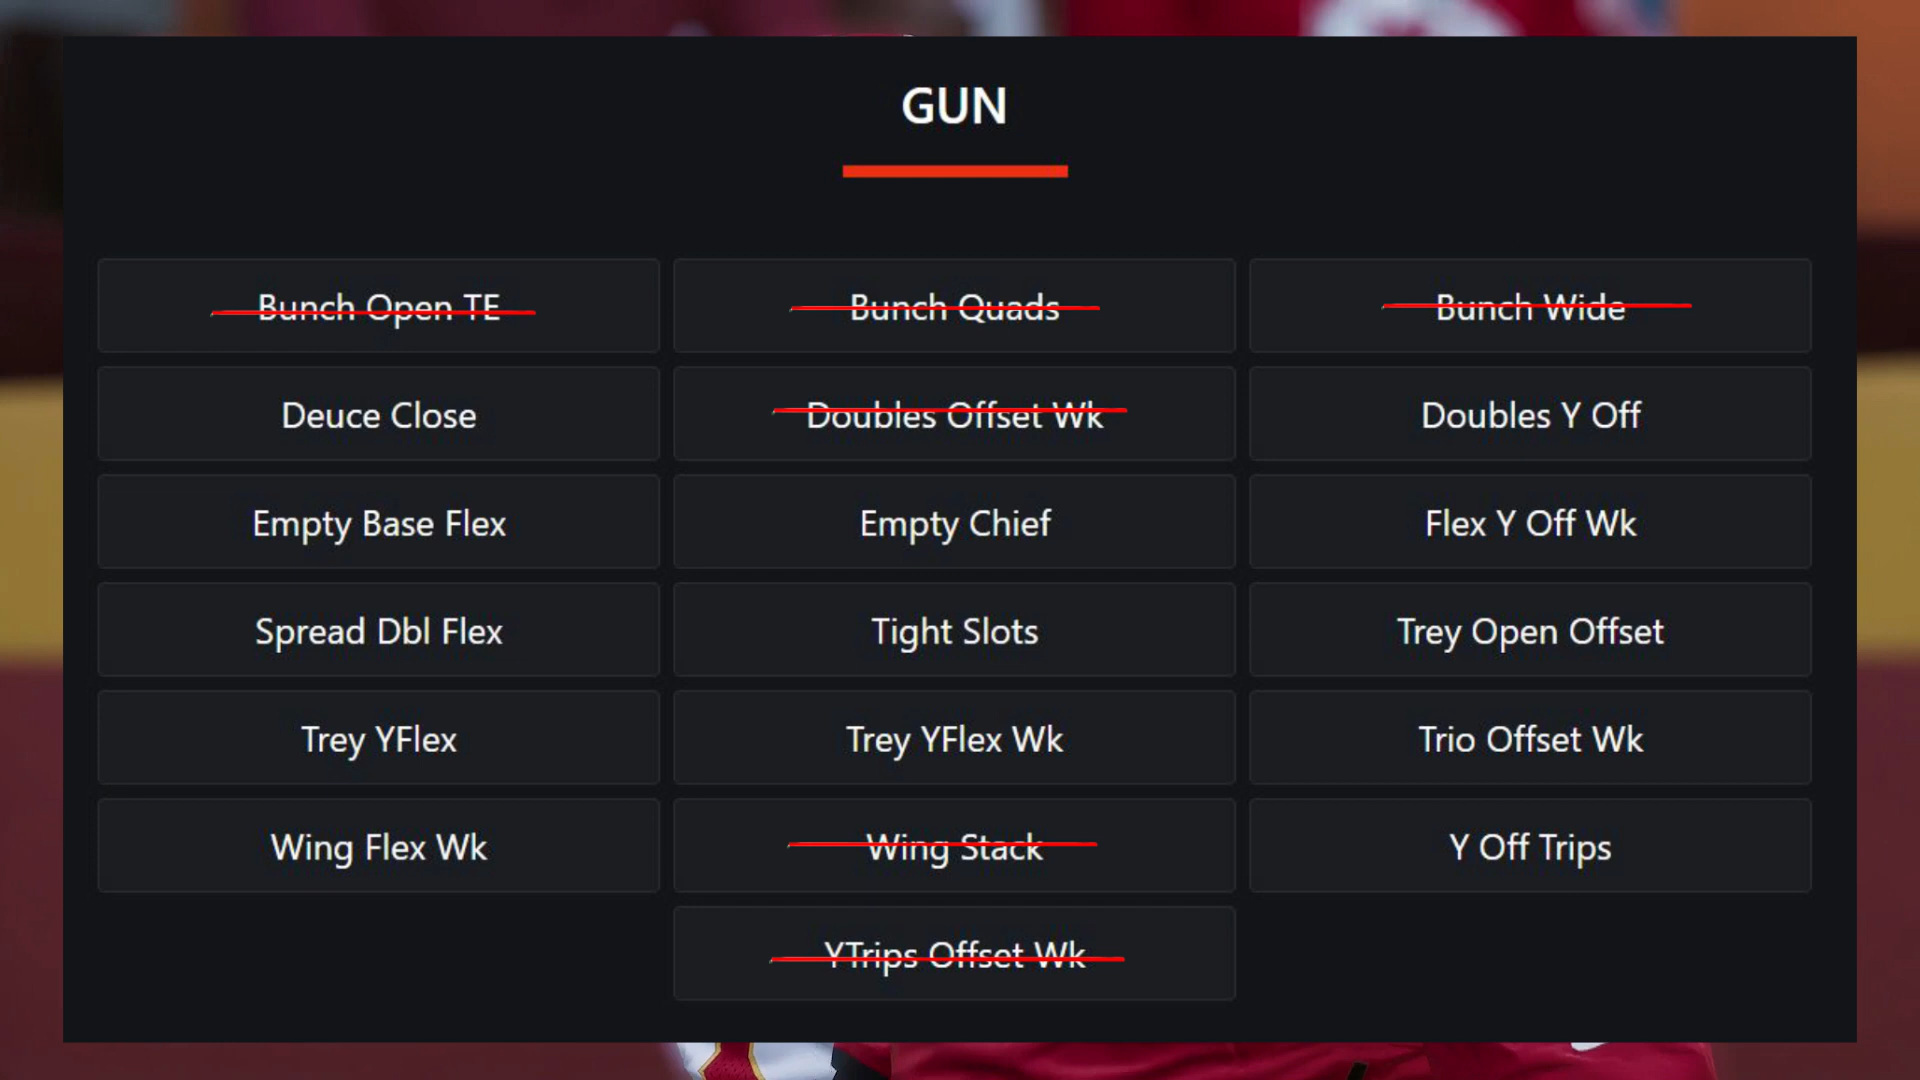 GUN
Bunch Open TE
Bunch Quads
Bunch Wide
Deuce Close
Doubles Offset Wk
Doubles Y Off
Empty Base Flex
Empty Chief
Flex Y Off Wk
Spread Dbl Flex
Tight Slots
Trey Open Offset
Trey YFlex
Trey YFlex Wk
Trio Offset Wk
Wing Flex Wk
Wing Stack
Y Off Trips
YTrips Offset Wk